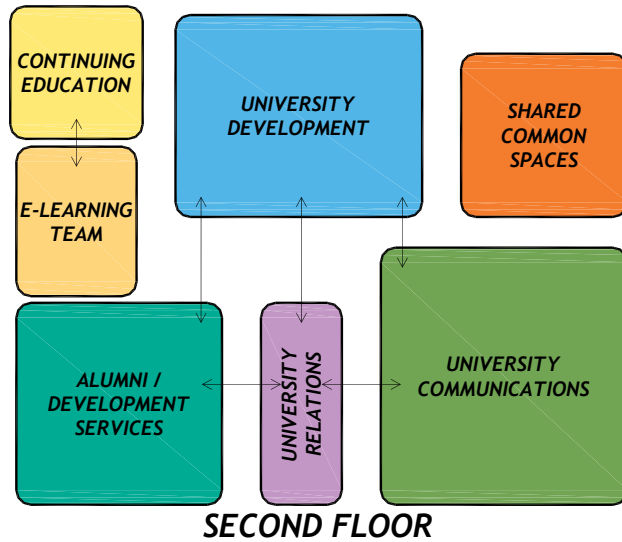 CONTINUING
EDUCATION
UNIVERSITY
DEVELOPMENT
SHARED
COMMON
SPACES
E-LEARNING
TEAM
ALUMNI /
DEVELOPMENT
SERVICES
UNIVERSITY
RELATIONS
UNIVERSITY
COMMUNICATIONS
SECOND FLOOR